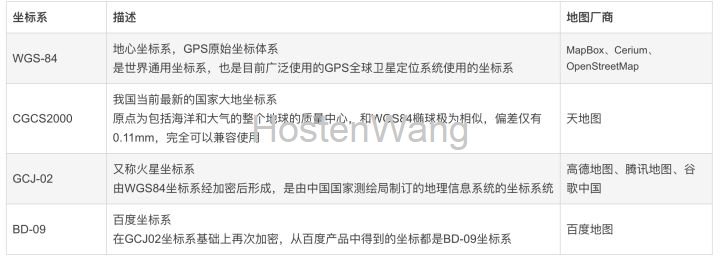 坐标系 描述 地图厂商
WGS-84 地心坐标系，GPS原始坐标体系 MapBox、Cerium、
是世界通用坐标系，也是目前广泛使用的GPS全球卫星定位系统使用的坐标系 OpenStreetMap
我国当前最新的国家大地坐标系
CGCS2000 原点为包括海洋和大气的整个地球的质量中心，和WGS84椭球极为相似，偏差仅有 天地图
0.11mm，完全可以兼容使用
HostenWang
又称火星坐标系 高德地图、腾讯地图、谷
GCJ-02 由WGS84坐标系经加密后形成，是由中国国家测绘局制订的地理信息系统的坐标系统 歌中国
百度坐标系
BD-09 在GCJ02坐标系基础上再次加密，从百度产品中得到的坐标都是BD-09坐标系 百度地图